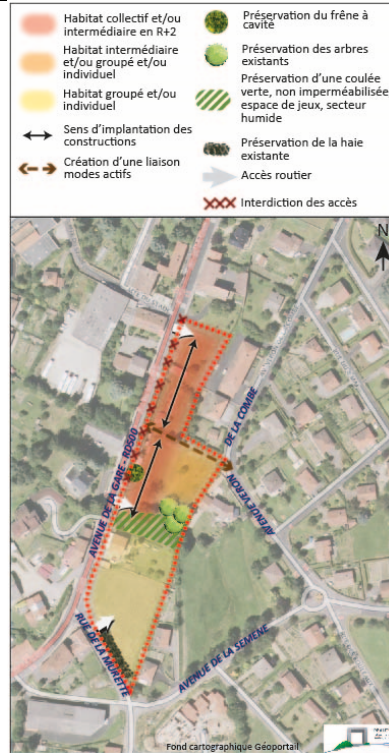 Habitat collectif et/ou
intermédiaire en R+2
Habitat intermédiaire
et/ou groupé et/ou
individuel
Habitat groupé et/ou
individuel
Sens d'implantation des
constructions
Création d'une liaison
modes actifs
Préservation du frêne à
cavité
Préservation des arbres
existants
Préservation d'une coulée
verte, non imperméabilisée
espace de jeux, secteur
humide
Préservation de la haie
existante
Accès routier
Interdiction des accès
N
AVENUE DE LA GARE - RD500
DE LA COMBE
AVENUE VERON
RUE DE LA MURETTE
AVENUE DE LA SEMENE
Fond cartographique Géoportail